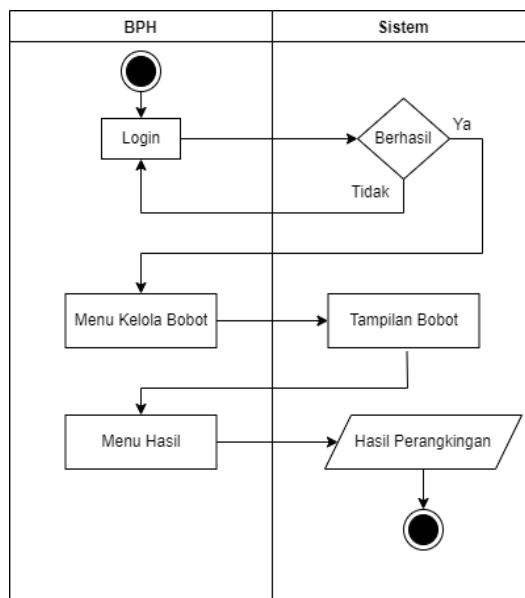 BPH
Sistem
Login
Berhasil
Ya
Tidak
Menu Kelola Bobot
Tampilan Bobot
Menu Hasil
Hasil Perangkingan